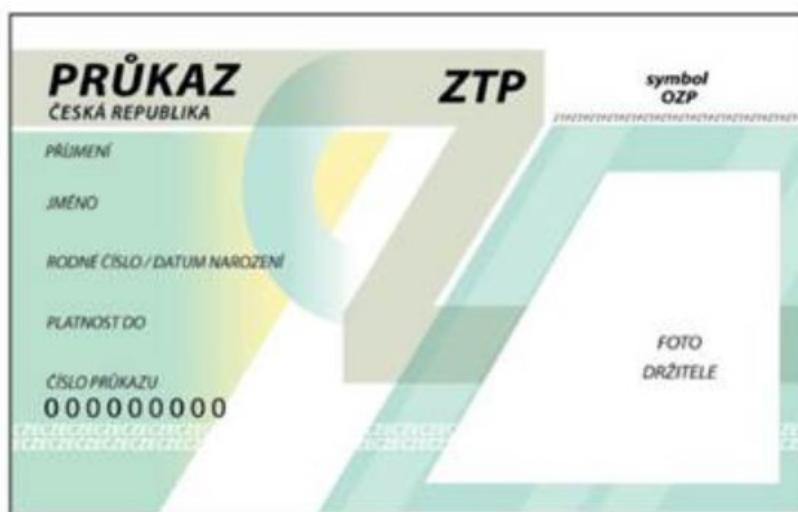 PRŮKAZ
ČESKÁ REPUBLIKA
ZTP
symbol
OZP
PŘÍJMENÍ
JMÉNO
RODNÉ ČÍSLO / DATUM NAROZENÍ
PLATNOST DO
ČÍSLO PRŮKAZU
000000000
FOTO
DRŽITELE